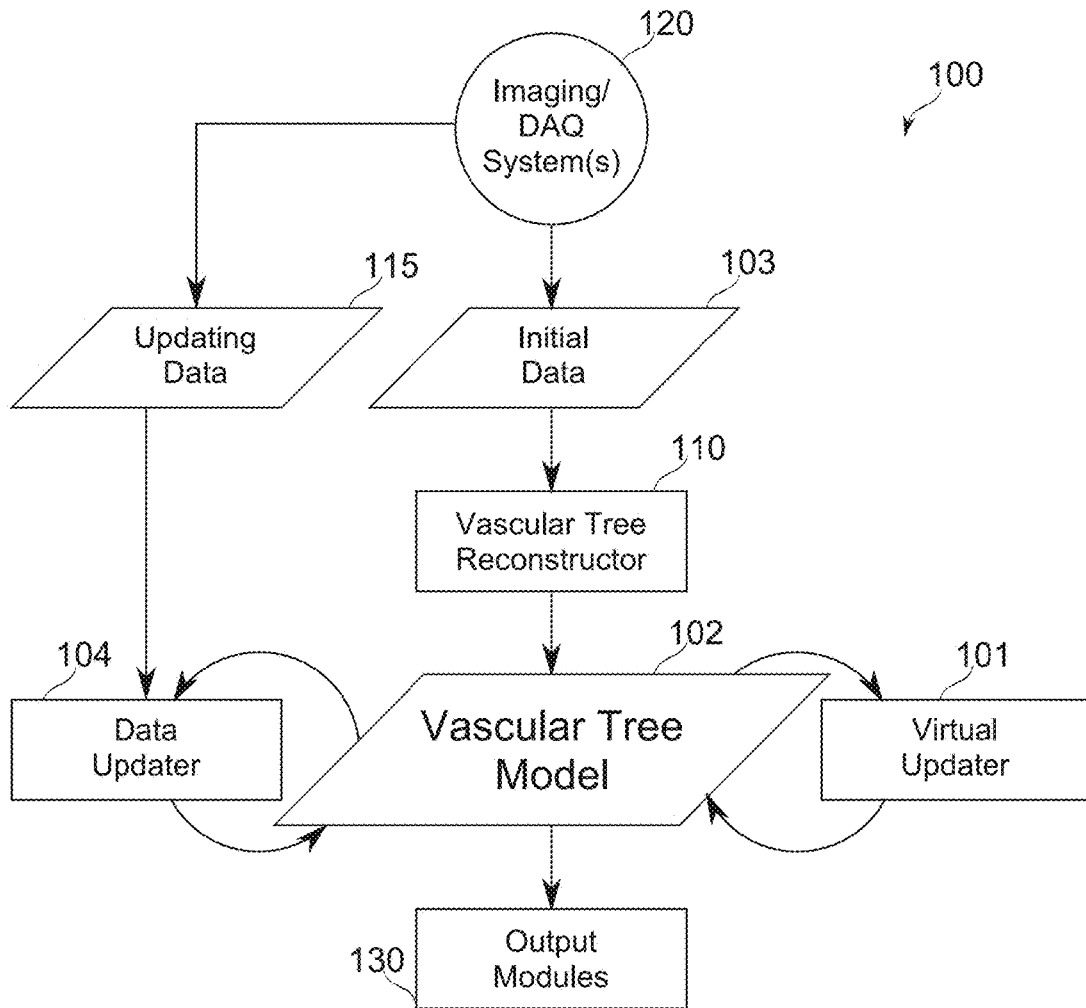 120
Imaging/
DAQ
System(s)
100
115
Updating
Data
103
Initial
Data
110
Vascular Tree
Reconstructor
102
104
Data
Updater
Vascular Tree
Model
101
Virtual
Updater
130
Output
Modules